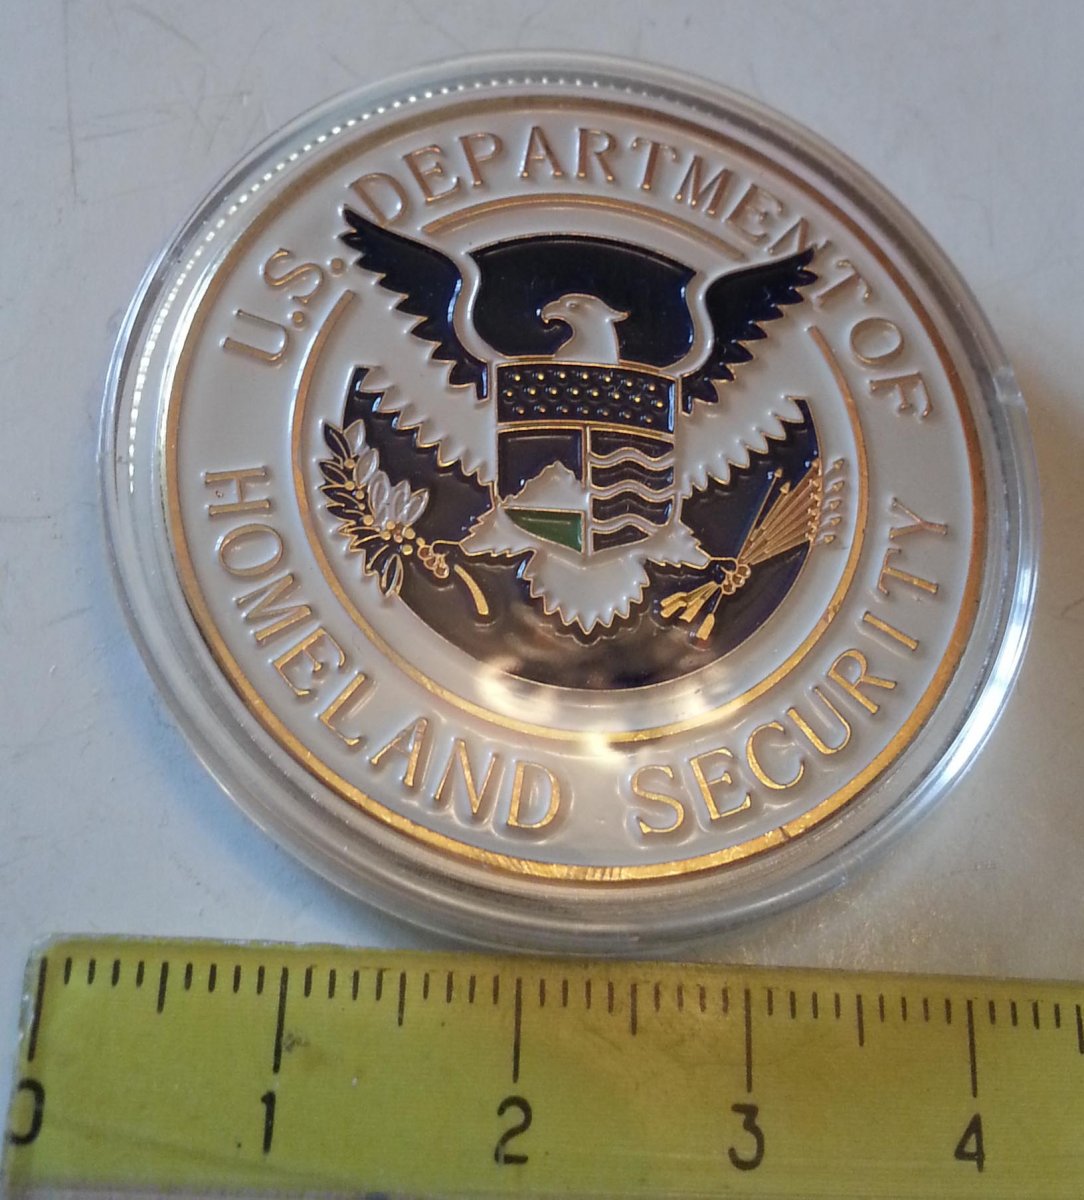 U.S. DEPARTMENT OF
HOMELAND SECURITY
0 1 2 3 4